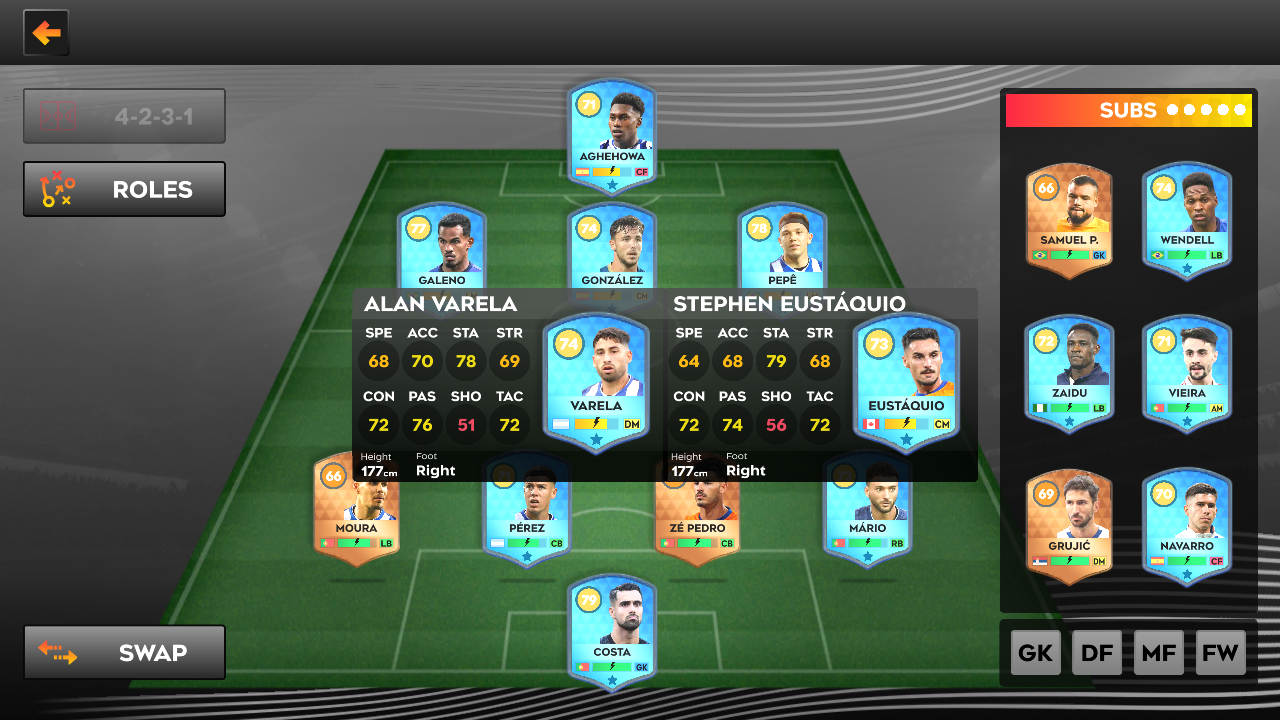 4-2-3-1
ROLES
71
AGHEHOWA
CF
77
GALENO
74
GONZÁLEZ
CM
78
PEPÊ
ALAN VARELA
SPE ACC STA STR
68 70 78 69
CON PAS SHO TAC
72 76 51 72
Height
177cm
Foot
Right
74
VARELA
DM
STEPHEN EUSTÁQUIO
SPE ACC STA STR
64 68 79 68
CON PAS SHO TAC
72 74 56 72
Height
177cm
Foot
Right
73
EUSTÁQUIO
CM
66
MOURA
LB
PÉREZ
CB
ZÉ PEDRO
CB
MÁRIO
RB
79
COSTA
GK
SWAP
SUBS
66
SAMUEL P.
GK
74
WENDELL
LB
72
ZAIDU
LB
71
VIEIRA
AM
69
GRUJIĆ
DM
70
NAVARRO
CF
GK DF MF FW